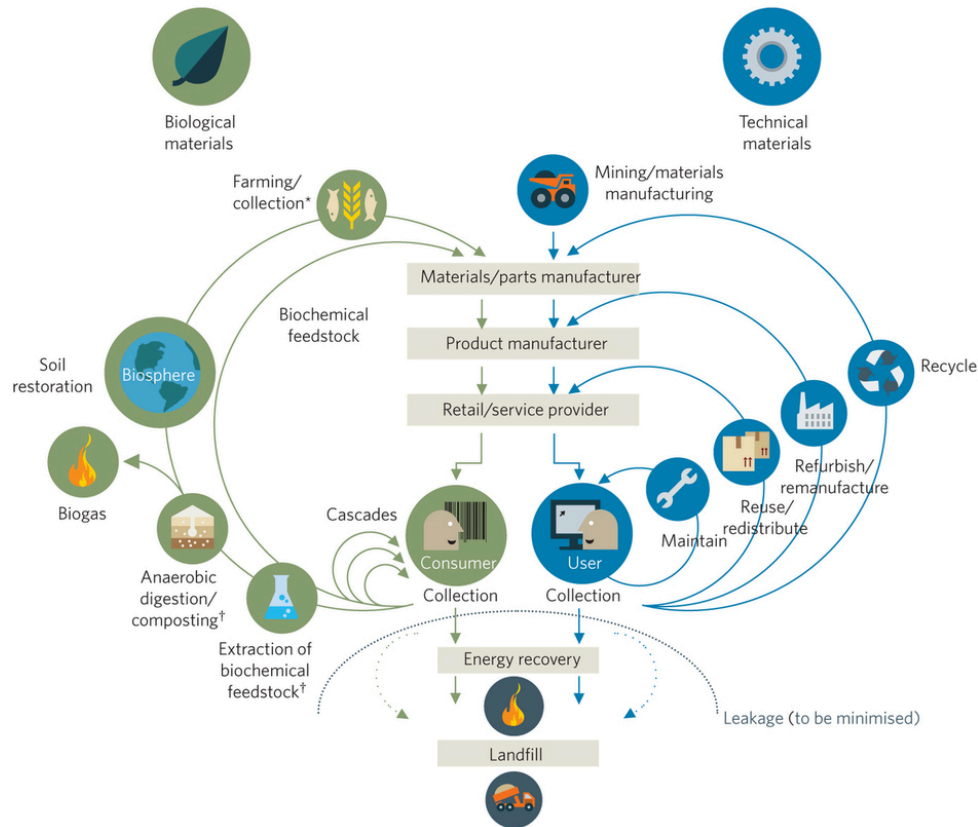 Biological
materials
Technical
materials
Farming/
collection*
Mining/materials
manufacturing
Materials/parts manufacturer
Biochemical
feedstock
Product manufacturer
Soil
restoration
Biosphere
Recycle
Retail/service provider
Refurbish/
remanufacture
Biogas
Reuse/
redistribute
Cascades
Maintain
Consumer
User
Anaerobic
digestion/
composting†
Collection
Collection
Extraction of
biochemical
feedstock†
Energy recovery
Leakage (to be minimised)
Landfill